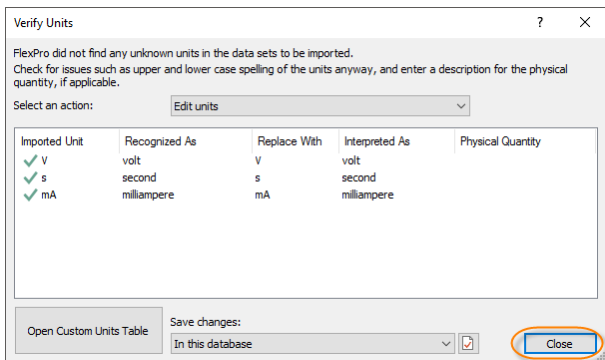 Verify Units
FlexPro did not find any unknown units in the data sets to be imported.
Check for issues such as upper and lower case spelling of the units anyway, and enter a description for the physical
quantity, if applicable.
Select an action: Edit units
Imported Unit Recognized As Replace With Interpreted As Physical Quantity
V volt V volt
s second s second
mA milliampere mA milliampere
Open Custom Units Table
Save changes:
In this database
Close